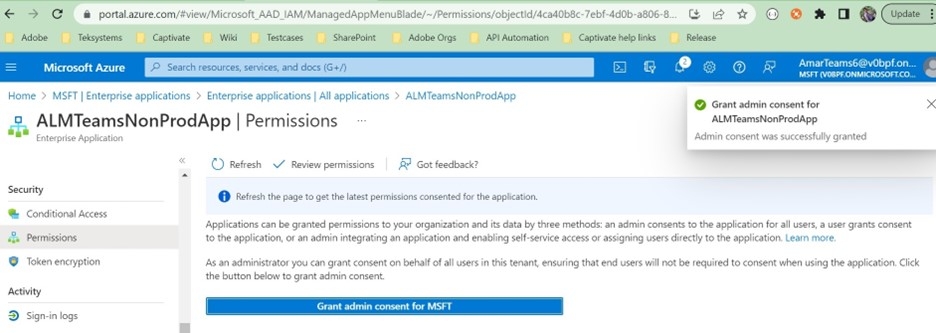 portal.azure.com/#view/Microsoft_AAD_IAM/ManagedAppMenuBlade/~/Permissions/objectId/4ca40b8c-7ebf-4d0b-a806-8...
Update
Adobe Teksystems Captivate Wiki Testcases SharePoint Adobe Orgs API Automation Captivate help links Release
Microsoft Azure
Search resources, services, and docs (G+/)
2
AmarTeams6@v0bpf.on...
MSFT (V0BPF.ONMICROSOFT.CO...
Home > MSFT | Enterprise applications > Enterprise applications | All applications > ALMTeamsNonProdApp
ALMTeamsNonProdApp | Permissions ...
Enterprise Application
Grant admin consent for
ALMTeamsNonProdApp
Admin consent was successfully granted
Refresh Review permissions Got feedback?
Security
Conditional Access
Permissions
Token encryption
Activity
Sign-in logs
Refresh the page to get the latest permissions consented for the application.
Applications can be granted permissions to your organization and its data by three methods: an admin consents to the application for all users, a user grants consent
to the application, or an admin integrating an application and enabling self-service access or assigning users directly to the application. Learn more.
As an administrator you can grant consent on behalf of all users in this tenant, ensuring that end users will not be required to consent when using the application. Click
the button below to grant admin consent.
Grant admin consent for MSFT